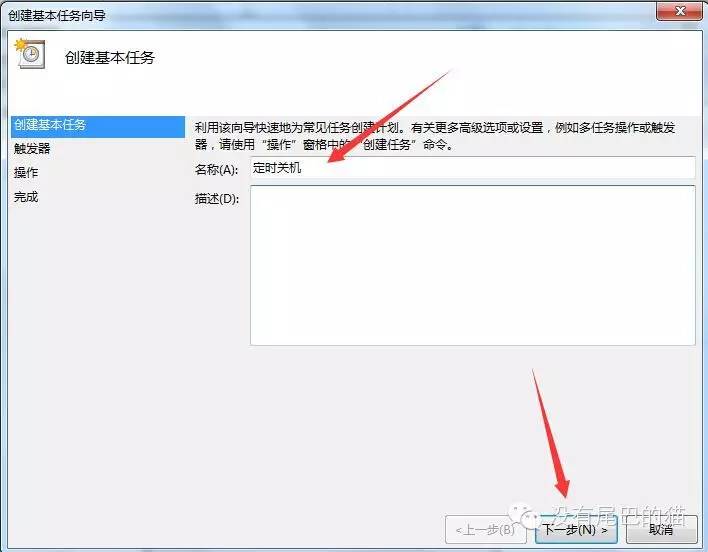 创建基本任务向导
创建基本任务
创建基本任务
触发器
操作
完成
利用该向导快速地为常见任务创建计划。有关更多高级选项或设置，例如多任务操作或触发
器，请使用“操作”窗格中的“创建任务”命令。
名称(A):
定时关机
描述(D):
<上一步(B)
下一步(N) >
取消
没有尾巴的猫